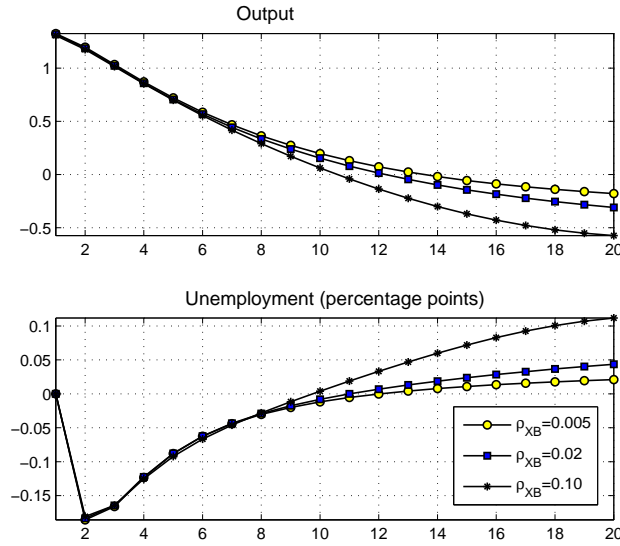 Output
1
0.5
0
−0.5
2 4 6 8 10 12 14 16 18 20
Unemployment (percentage points)
0.1
0.05
0
−0.05
−0.1
−0.15
2 4 6 8 10 12 14 16 18 20
ρXB=0.005
ρXB=0.02
ρXB=0.10